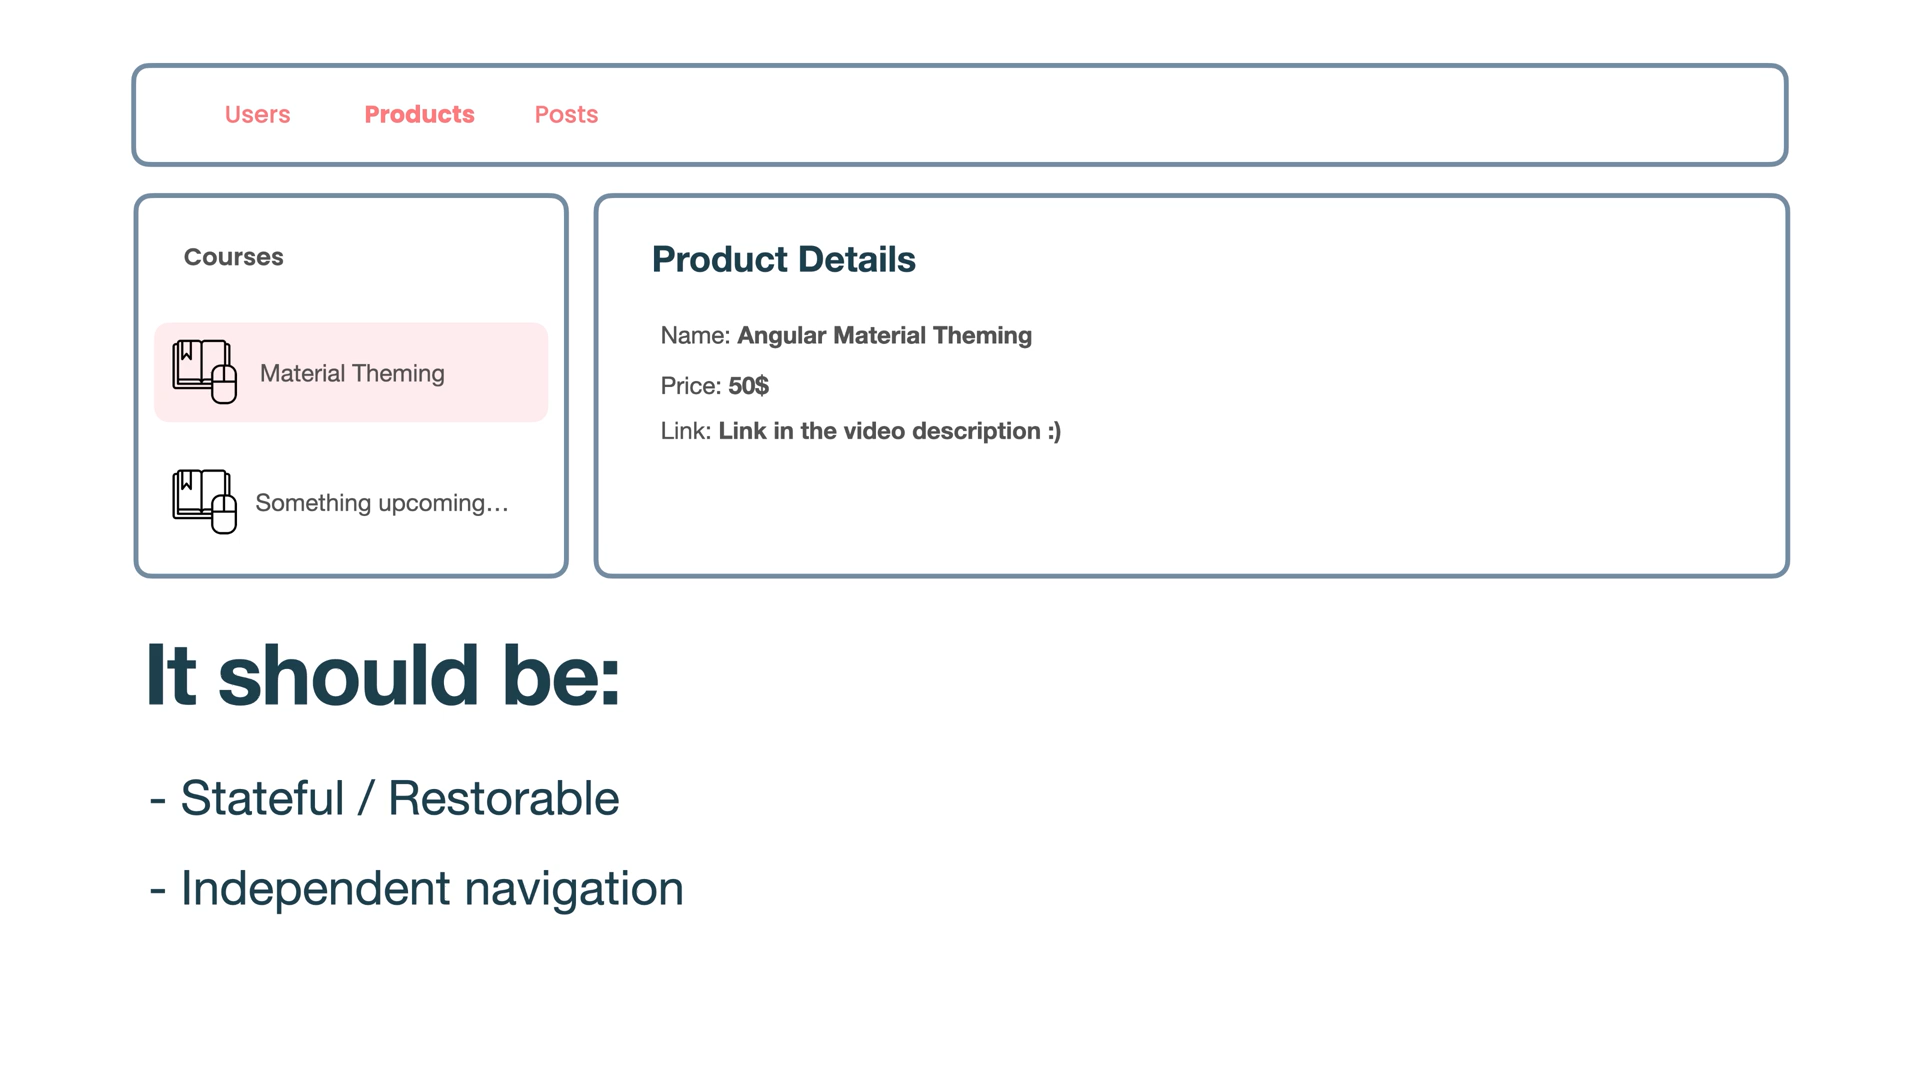 Users Products Posts
Courses
Material Theming
Something upcoming…
Product Details
Name: Angular Material Theming
Price: 50$
Link: Link in the video description :)
It should be:
- Stateful / Restorable
- Independent navigation